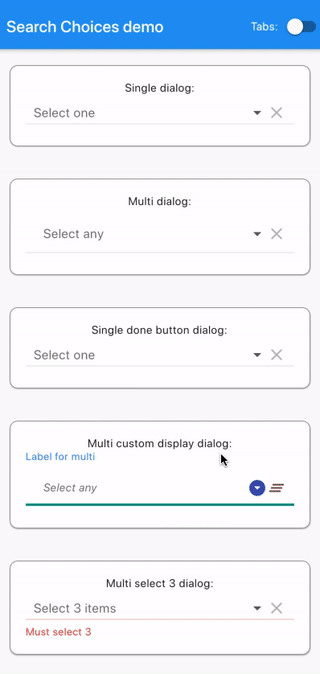 Search Choices demo
Tabs:
Single dialog:
Select one
Multi dialog:
Select any
Single done button dialog:
Select one
Multi custom display dialog:
Label for multi
Select any
Multi select 3 dialog:
Select 3 items
Must select 3